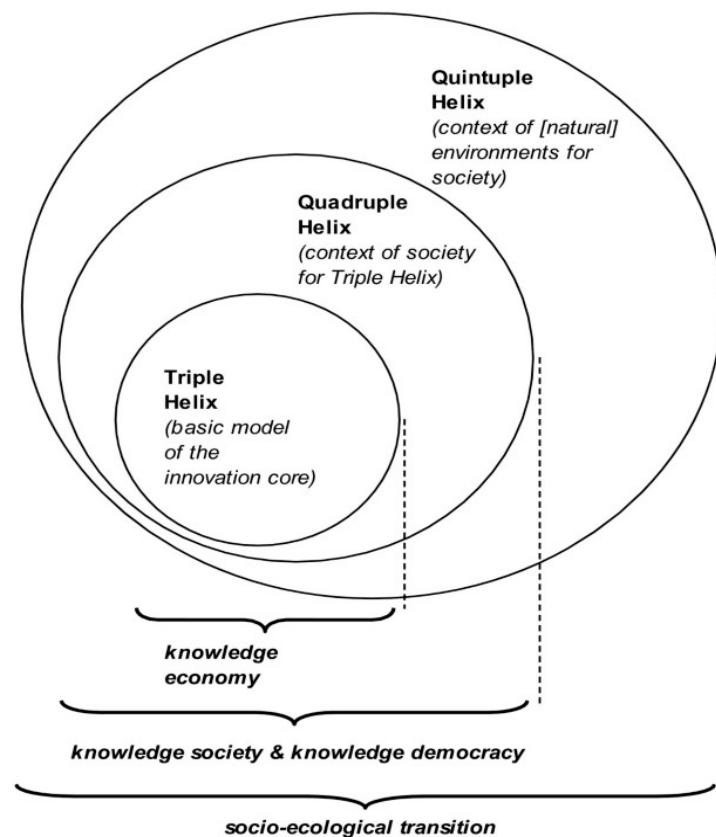 Quintuple
Helix
(context of [natural]
environments for
society)
Quadruple
Helix
(context of society
for Triple Helix)
Triple
Helix
(basic model
of the
innovation core)
knowledge
economy
knowledge society & knowledge democracy
socio-ecological transition